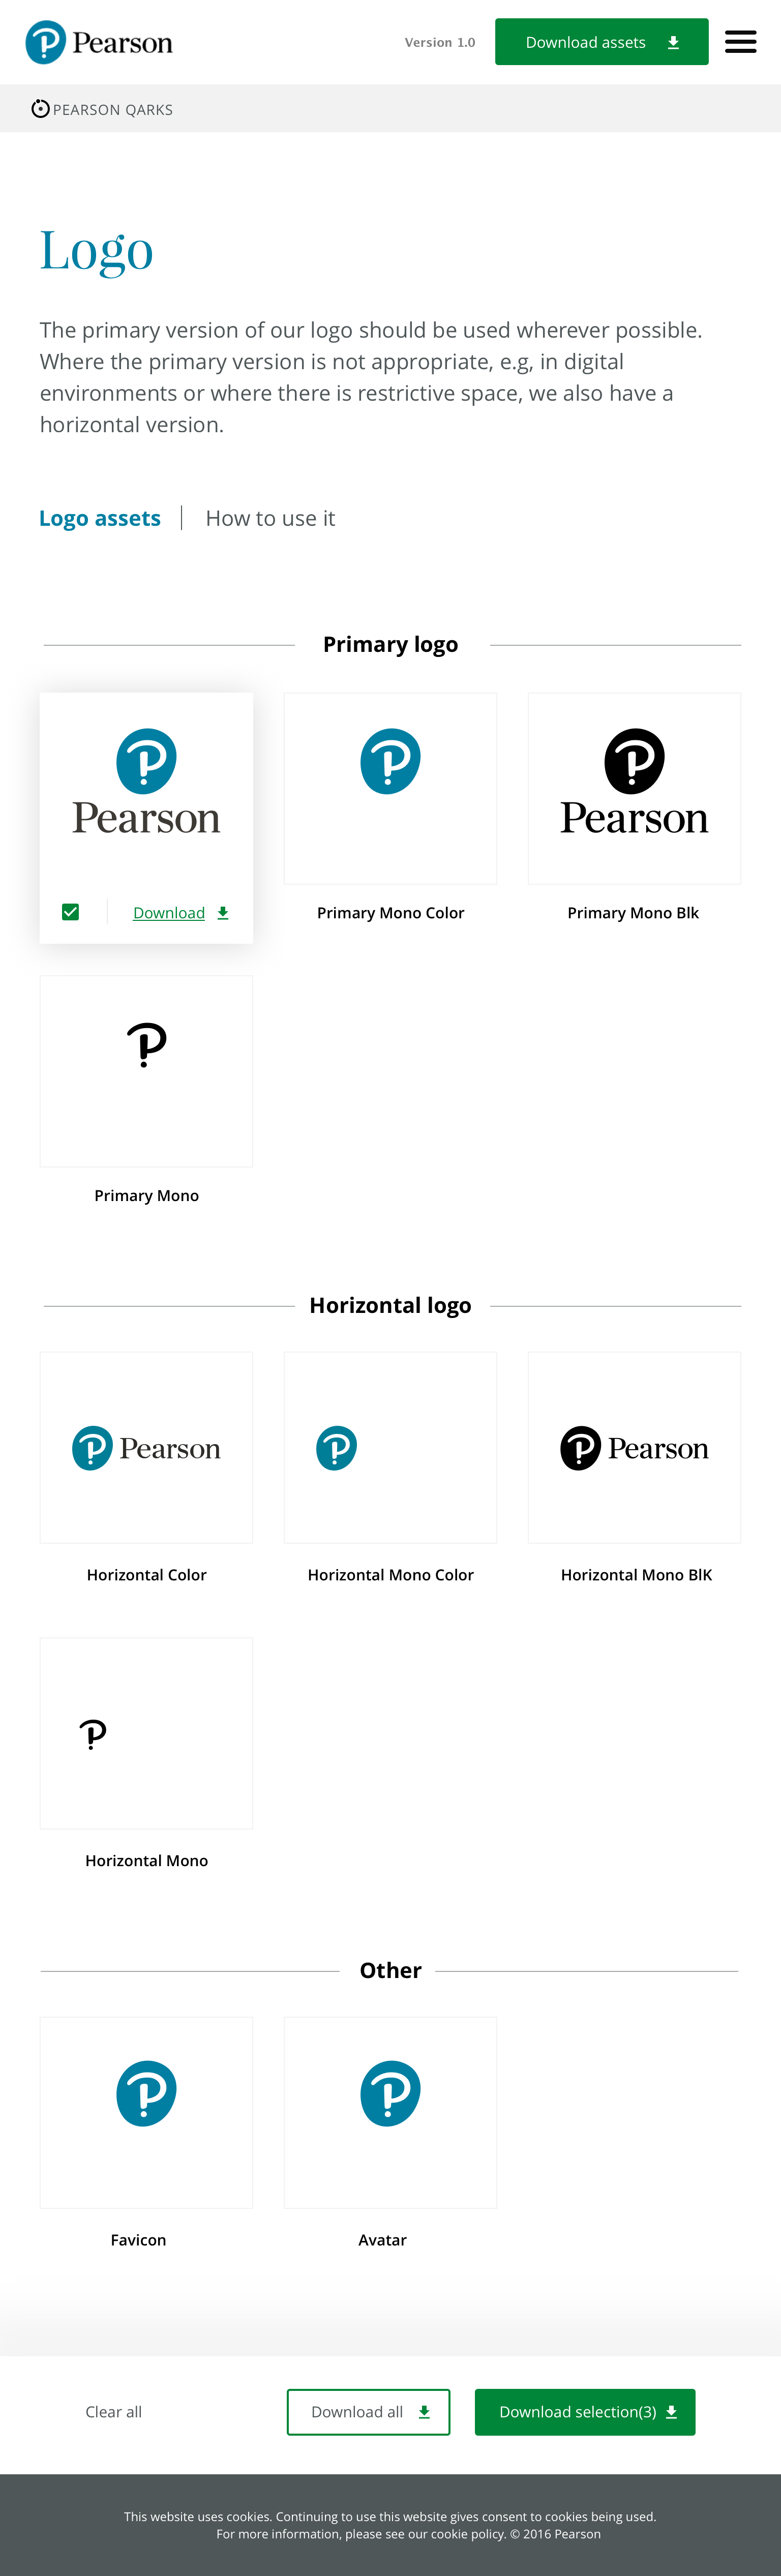 Pearson
Version 1.0
Download assets
PEARSON QARKS
Logo
The primary version of our logo should be used wherever possible.
Where the primary version is not appropriate, e.g, in digital
environments or where there is restrictive space, we also have a
horizontal version.
Logo assets
How to use it
Primary logo
Pearson
Pearson
Download
Primary Mono Color
Primary Mono Blk
Primary Mono
Horizontal logo
Pearson
Pearson
Horizontal Color
Horizontal Mono Color
Horizontal Mono BlK
Horizontal Mono
Other
Favicon
Avatar
Clear all
Download all
Download selection(3)
This website uses cookies. Continuing to use this website gives consent to cookies being used.
For more information, please see our cookie policy. © 2016 Pearson